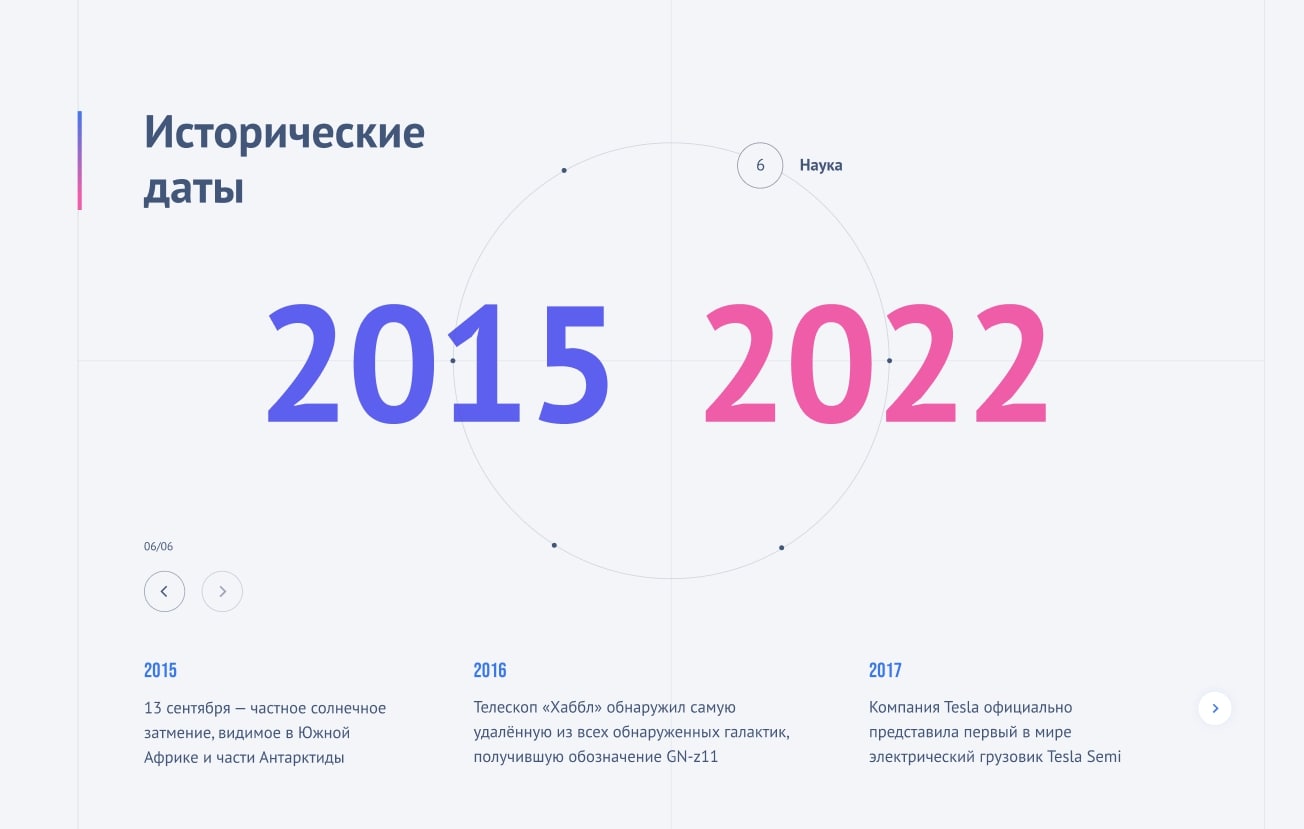 Исторические
даты
6 Наука
2015 2022
06/06
2015
13 сентября — частное солнечное
затмение, видимое в Южной
Африке и части Антарктиды
2016
Телескоп «Хаббл» обнаружил самую
удалённую из всех обнаруженных галактик,
получившую обозначение GN-z11
2017
Компания Tesla официально
представила первый в мире
электрический грузовик Tesla Semi